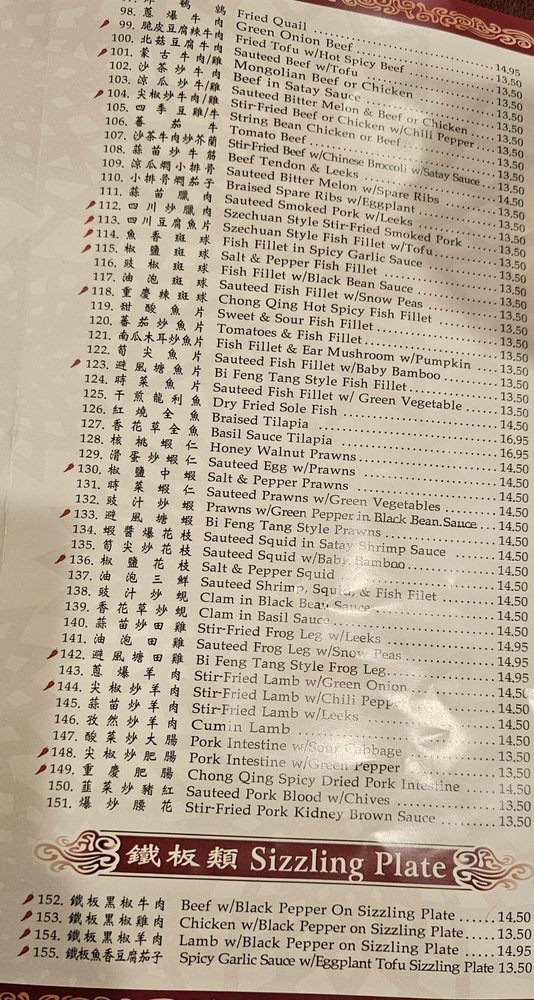 炸鵪鶉 Fried Quail 14.95
98. 蔥爆牛肉 Green Onion Beef 13.50
99. 脆皮豆腐辣牛肉 Fried Tofu w/Hot Spicy Beef 13.50
100. 北菇豆腐牛肉 Sauteed Beef w/Tofu 13.50
101. 蒙古牛肉/雞 Mongolian Beef or Chicken 13.50
102. 沙茶炒牛肉 Beef in Satay Sauce 13.50
103. 涼瓜炒牛/雞 Sauteed Bitter Melon & Beef or Chicken 13.50
104. 尖椒炒牛肉/雞 Stir-Fried Beef or Chicken w/Chili Pepper 13.50
105. 四季豆雞/牛 String Bean Chicken or Beef 13.50
106. 蕃茄牛 Tomato Beef 13.50
107. 沙茶牛肉炒芥蘭 Stir-Fried Beef w/Chinese Broccoli w/Satay Sauce 13.50
108. 蒜苗炒牛筋 Beef Tendon & Leeks 14.50
109. 涼瓜燜小排骨 Sauteed Bitter Melon w/Spare Ribs 13.50
110. 小排骨燜茄子 Braised Spare Ribs w/Eggplant 13.50
111. 蒜苗臘肉 Sauteed Smoked Pork w/Leeks 13.50
112. 四川炒臘肉 Szechuan Style Stir-Fried Smoked Pork 13.50
113. 四川豆腐魚片 Szechuan Style Fish Fillet w/Tofu 13.50
114. 魚香斑球 Fish Fillet in Spicy Garlic Sauce 13.50
115. 椒鹽斑球 Salt & Pepper Fish Fillet 13.50
116. 豉椒斑球 Fish Fillet w/Black Bean Sauce 13.50
117. 油泡斑球 Sauteed Fish Fillet w/Snow Peas 13.50
118. 重慶辣斑球 Chong Qing Hot Spicy Fish Fillet 13.50
119. 甜酸魚片 Sweet & Sour Fish Fillet 13.50
120. 蕃茄炒魚片 Tomatoes & Fish Fillet 13.50
121. 南瓜木耳炒魚片 Fish Fillet & Ear Mushroom w/Pumpkin 13.50
122. 筍尖魚片 Sauteed Fish Fillet w/Baby Bamboo 13.50
123. 避風塘魚片 Bi Feng Tang Style Fish Fillet 13.50
124. 時菜魚片 Sauteed Fish Fillet w/ Green Vegetable 13.50
125. 干煎龍利魚 Dry Fried Sole Fish 14.50
126. 紅燒全魚 Braised Tilapia 16.95
127. 香花草全魚 Basil Sauce Tilapia 16.95
128. 核桃蝦仁 Honey Walnut Prawns 14.50
129. 滑蛋炒蝦仁 Sauteed Egg w/Prawns 14.50
130. 椒鹽中蝦 Salt & Pepper Prawns 14.50
131. 時菜蝦仁 Sauteed Prawns w/Green Vegetables 14.50
132. 豉汁炒蝦 Prawns w/Green Pepper in Black Bean Sauce 14.50
133. 避風塘蝦 Bi Feng Tang Style Prawns 14.50
134. 蝦醬爆花枝 Sauteed Squid in Satay Shrimp Sauce 14.50
135. 筍尖炒花枝 Sauteed Squid w/Baby Bamboo 14.50
136. 椒鹽花枝 Salt & Pepper Squid 14.50
137. 油泡三鮮 Sauteed Shrimp, Squid, & Fish Filet 14.50
138. 豉汁炒蜆 Clam in Black Beau Sauce 14.50
139. 香花草炒蜆 Clam in Basil Sauce 14.50
140. 蒜苗炒田雞 Stir-Fried Frog Leg w/Leeks 14.95
141. 油泡田雞 Sauteed Frog Leg w/Snow Peas 14.95
142. 避風塘田雞 Bi Feng Tang Style Frog Leg 14.95
143. 蔥爆羊肉 Stir-Fried Lamb w/Green Onion 14.50
144. 尖椒炒羊肉 Stir-Fried Lamb w/Chili Pepper 14.50
145. 蒜苗炒羊肉 Stir-Fried Lamb w/Leeks 14.50
146. 孜然炒羊肉 Cumin Lamb 14.50
147. 酸菜炒大腸 Pork Intestine w/Sour Cabbage 13.50
148. 尖椒炒肥腸 Pork Intestine w/Green Pepper 13.50
149. 重慶肥腸 Chong Qing Spicy Dried Pork Intestine 14.50
150. 韮菜炒豬紅 Sauteed Pork Blood w/Chives 13.50
151. 爆炒腰花 Stir-Fried Pork Kidney Brown Sauce 13.50
鐵板類 Sizzling Plate
152. 鐵板黑椒牛肉 Beef w/Black Pepper On Sizzling Plate 14.50
153. 鐵板黑椒雞肉 Chicken w/Black Pepper on Sizzling Plate 13.50
154. 鐵板黑椒羊肉 Lamb w/Black Pepper on Sizzling Plate 14.95
155. 鐵板魚香豆腐茄子 Spicy Garlic Sauce w/Eggplant Tofu Sizzling Plate 13.50